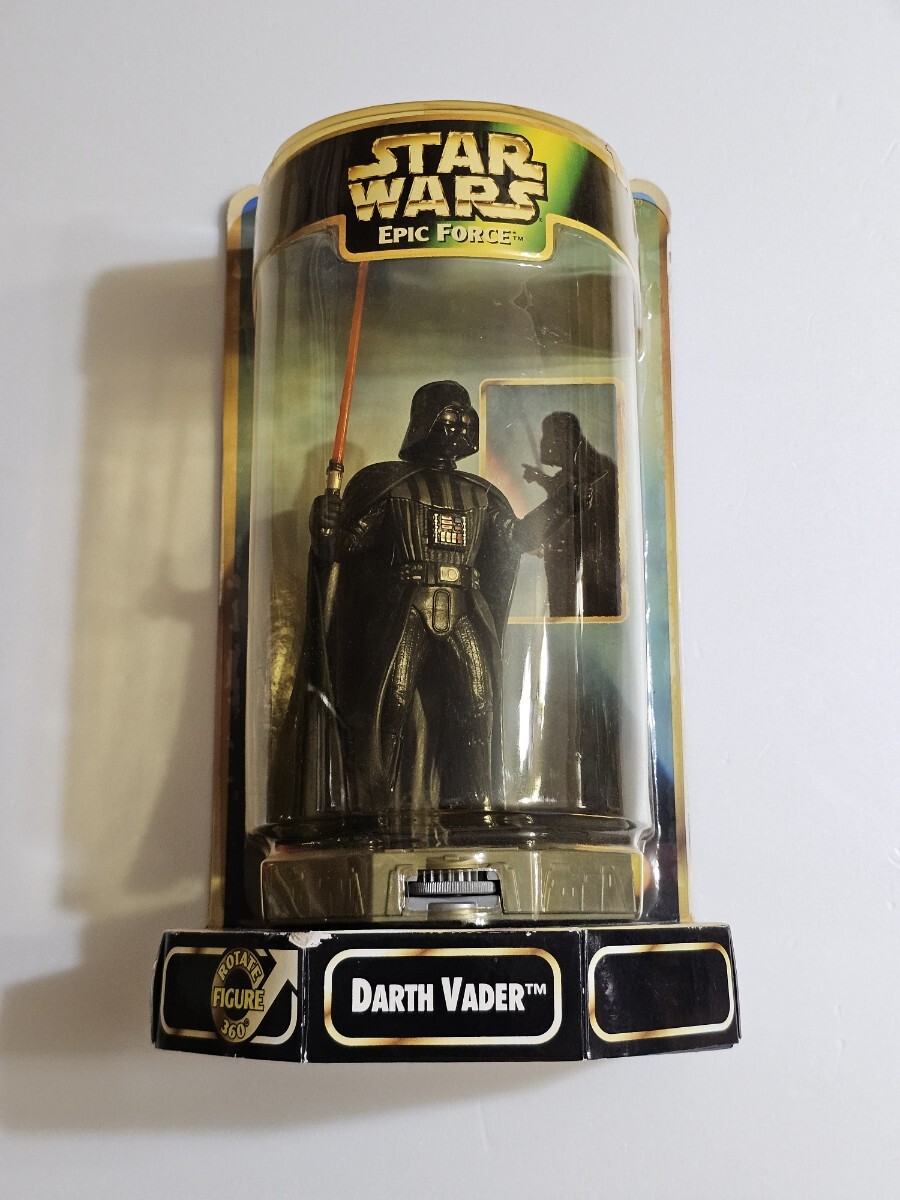 STAR
WARS
EPIC FORCE™
ROTATE
FIGURE
360°
DARTH VADER™